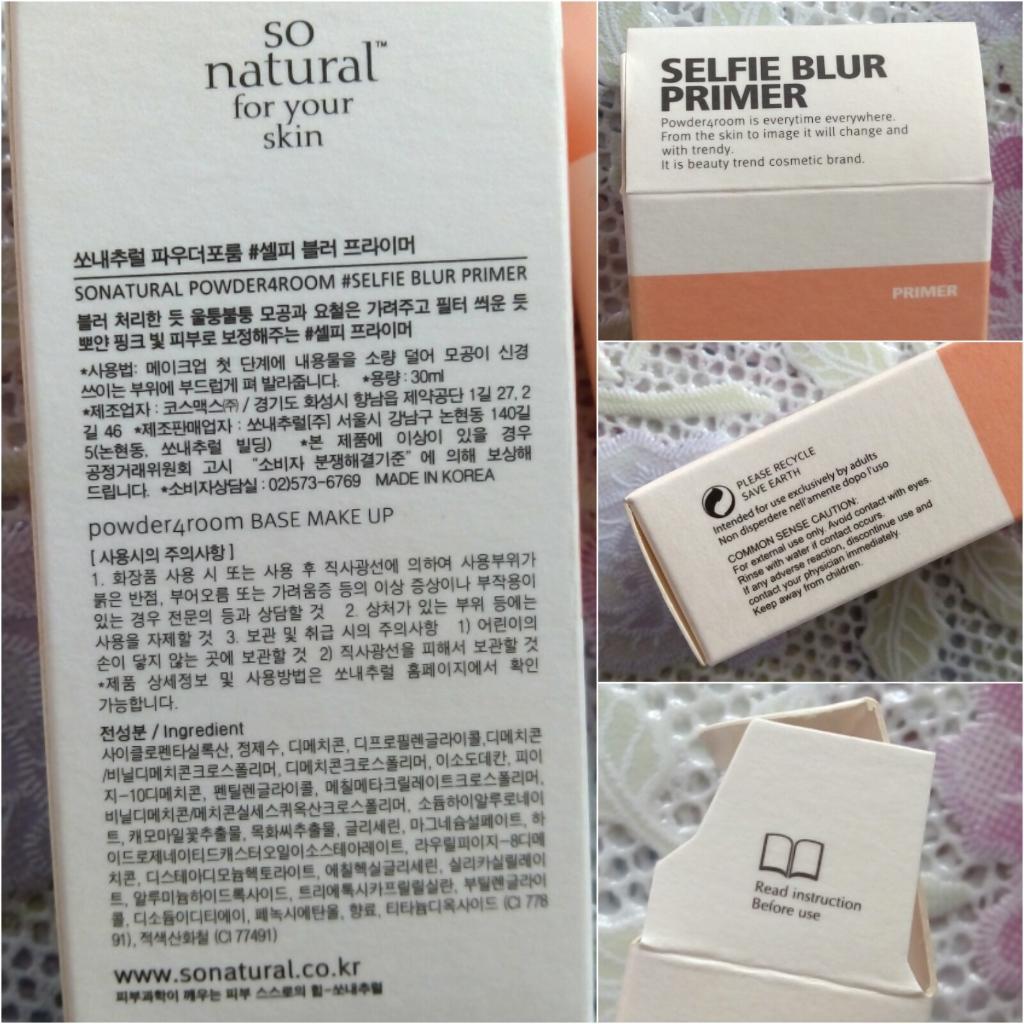 so
natural™
for your
skin
쏘내추럴 파우더포룸 #셀피 블러 프라이머
SONATURAL POWDER4ROOM #SELFIE BLUR PRIMER
블러 처리한 듯 울퉁불퉁 모공과 요철은 가려주고 필터 씌운 듯
뽀얀 핑크 빛 피부로 보정해주는 #셀피 프라이머
*사용법: 메이크업 첫 단계에 내용물을 소량 덜어 모공이 신경
쓰이는 부위에 부드럽게 펴 발라줍니다. *용량 : 30ml
*제조업자 : 코스맥스㈜ / 경기도 화성시 향남읍 제약공단 1길 27, 2
길 46 *제조판매업자 : 쏘내추럴[주] 서울시 강남구 논현동 140길
5(논현동, 쏘내추럴 빌딩) *본 제품에 이상이 있을 경우
공정거래위원회 고시 "소비자 분쟁해결기준" 에 의해 보상해
드립니다. *소비자상담실 : 02)573-6769 MADE IN KOREA
powder4room BASE MAKE UP
[ 사용시의 주의사항 ]
1. 화장품 사용 시 또는 사용 후 직사광선에 의하여 사용부위가
붉은 반점, 부어오름 또는 가려움증 등의 이상 증상이나 부작용이
있는 경우 전문의 등과 상담할 것 2. 상처가 있는 부위 등에는
사용을 자제할 것 3. 보관 및 취급 시의 주의사항 1) 어린이의
손이 닿지 않는 곳에 보관할 것 2) 직사광선을 피해서 보관할 것
*제품 상세정보 및 사용방법은 쏘내추럴 홈페이지에서 확인
가능합니다.
전성분 / Ingredient
사이클로펜타실록산, 정제수, 디메치콘, 디프로필렌글라이콜,디메치콘
/비닐디메치콘크로스폴리머, 디메치콘크로스폴리머, 이소도데칸, 피이
지-10디메치콘, 펜틸렌글라이콜, 메칠메타크릴레이트크로스폴리머,
비닐디메치콘/메치콘실세스퀴옥산크로스폴리머, 소듐하이알루로네이
트, 캐모마일꽃추출물, 목화씨추출물, 글리세린, 마그네슘설페이트, 하
이드로제네이티드캐스터오일이소스테아레이트, 라우릴피이지-8디메
치콘, 디스테아디모늄헥토라이트, 에칠헥실글리세린, 실리카실릴레이
트, 알루미늄하이드록사이드, 트리에톡시카프릴릴실란, 부틸렌글라이
콜, 디소듐이디티에이, 페녹시에탄올, 향료, 티타늄디옥사이드 (CI 778
91), 적색산화철 (CI 77491)
www.sonatural.co.kr
피부과학이 깨우는 피부 스스로의 힘-쏘내추럴
SELFIE BLUR
PRIMER
Powder4room is everytime everywhere.
From the skin to image it will change and
with trendy.
It is beauty trend cosmetic brand.
PRIMER
PLEASE RECYCLE
SAVE EARTH
Intended for use exclusively by adults
Non disperdere nell'amente dopo l'uso
COMMON SENSE CAUTION:
For external use only. Avoid contact with eyes.
Rinse with water if contact occurs.
If any adverse reaction, discontinue use and
contact your physician immediately.
Keep away from children.
Read instruction
Before use